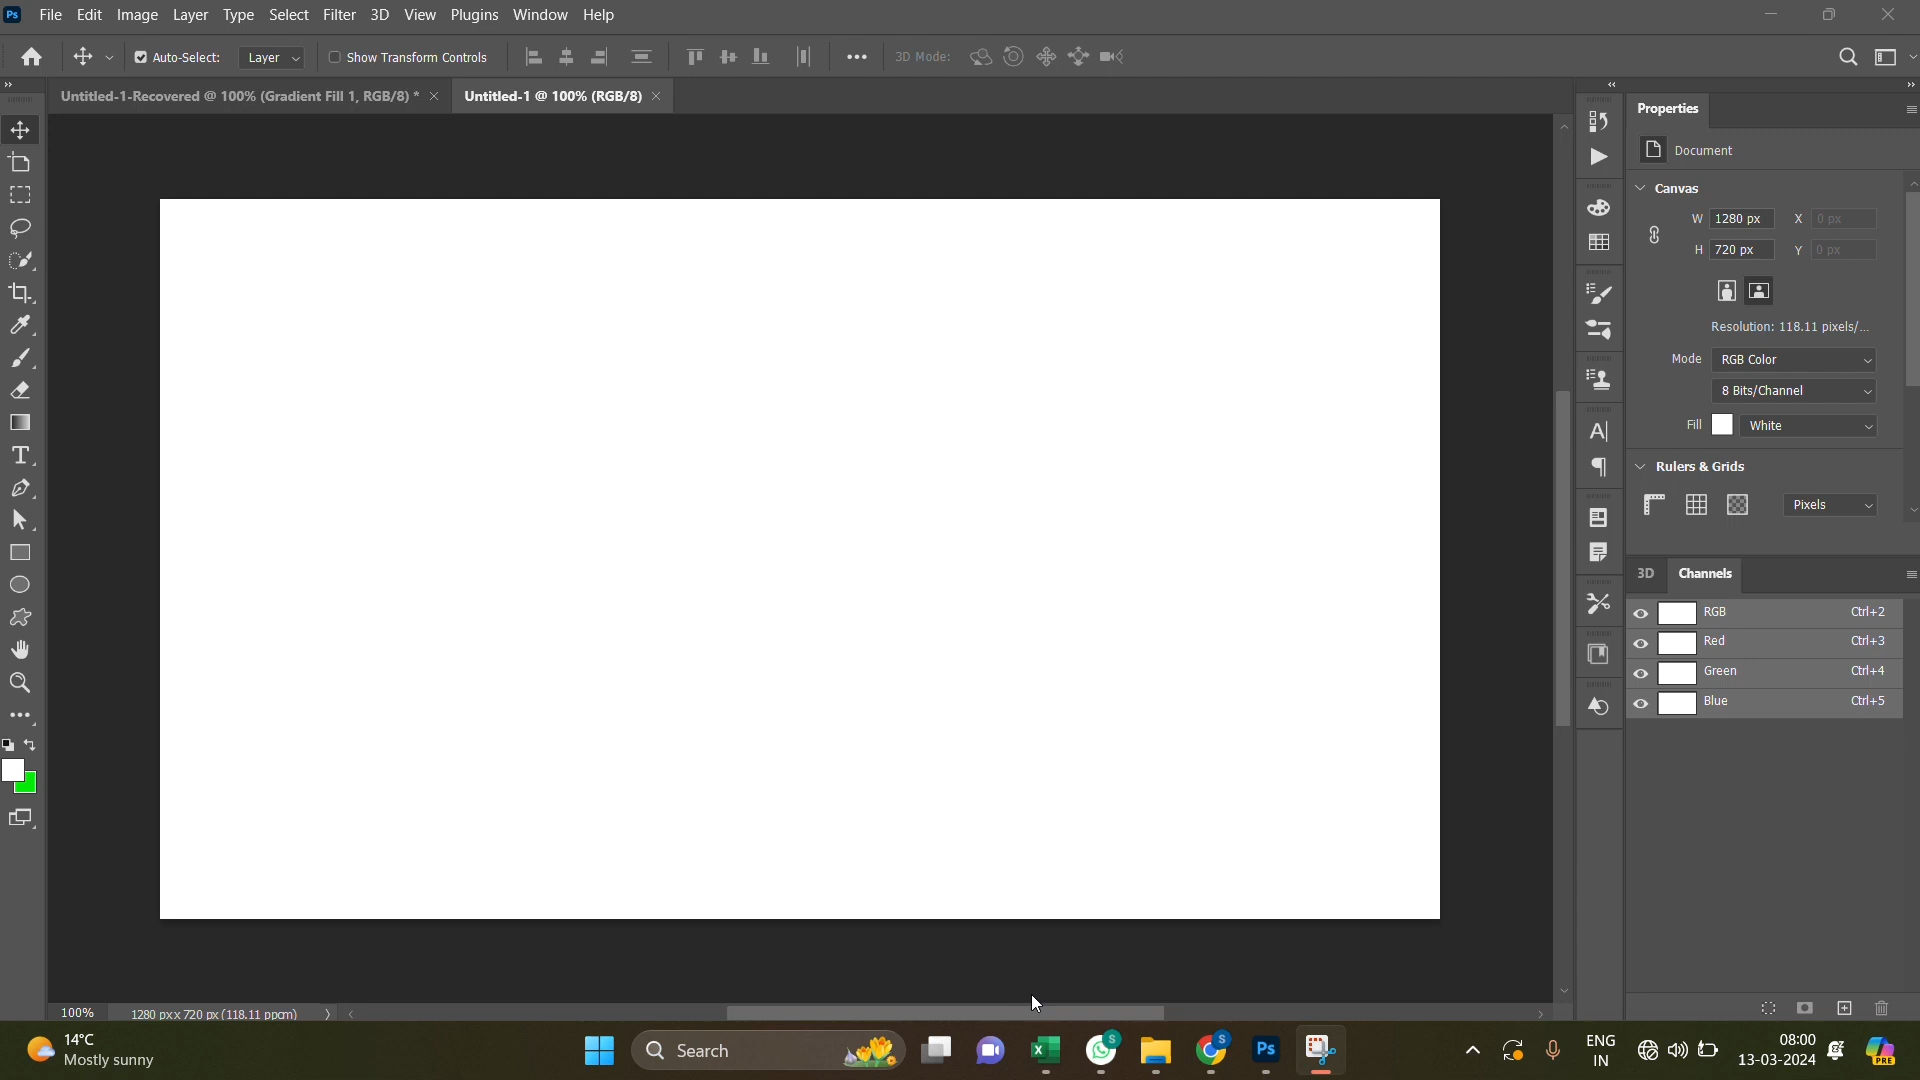 Ps File Edit Image Layer Type Select Filter 3D View Plugins Window Help
Auto-Select: Layer Show Transform Controls 3D Mode:
Untitled-1-Recovered @ 100% (Gradient Fill 1, RGB/8) * × Untitled-1 @ 100% (RGB/8) ×
Properties
Document
Canvas
W 1280 px X 0 px
H 720 px Y 0 px
Resolution: 118.11 pixels/...
Mode RGB Color
8 Bits/Channel
Fill White
Rulers & Grids
Pixels
3D Channels
RGB Ctrl+2
Red Ctrl+3
Green Ctrl+4
Blue Ctrl+5
100% 1280 px x 720 px (118.11 ppcm)
14°C
Mostly sunny
Search
S
S
Ps
ENG
IN
08:00
13-03-2024
PRE